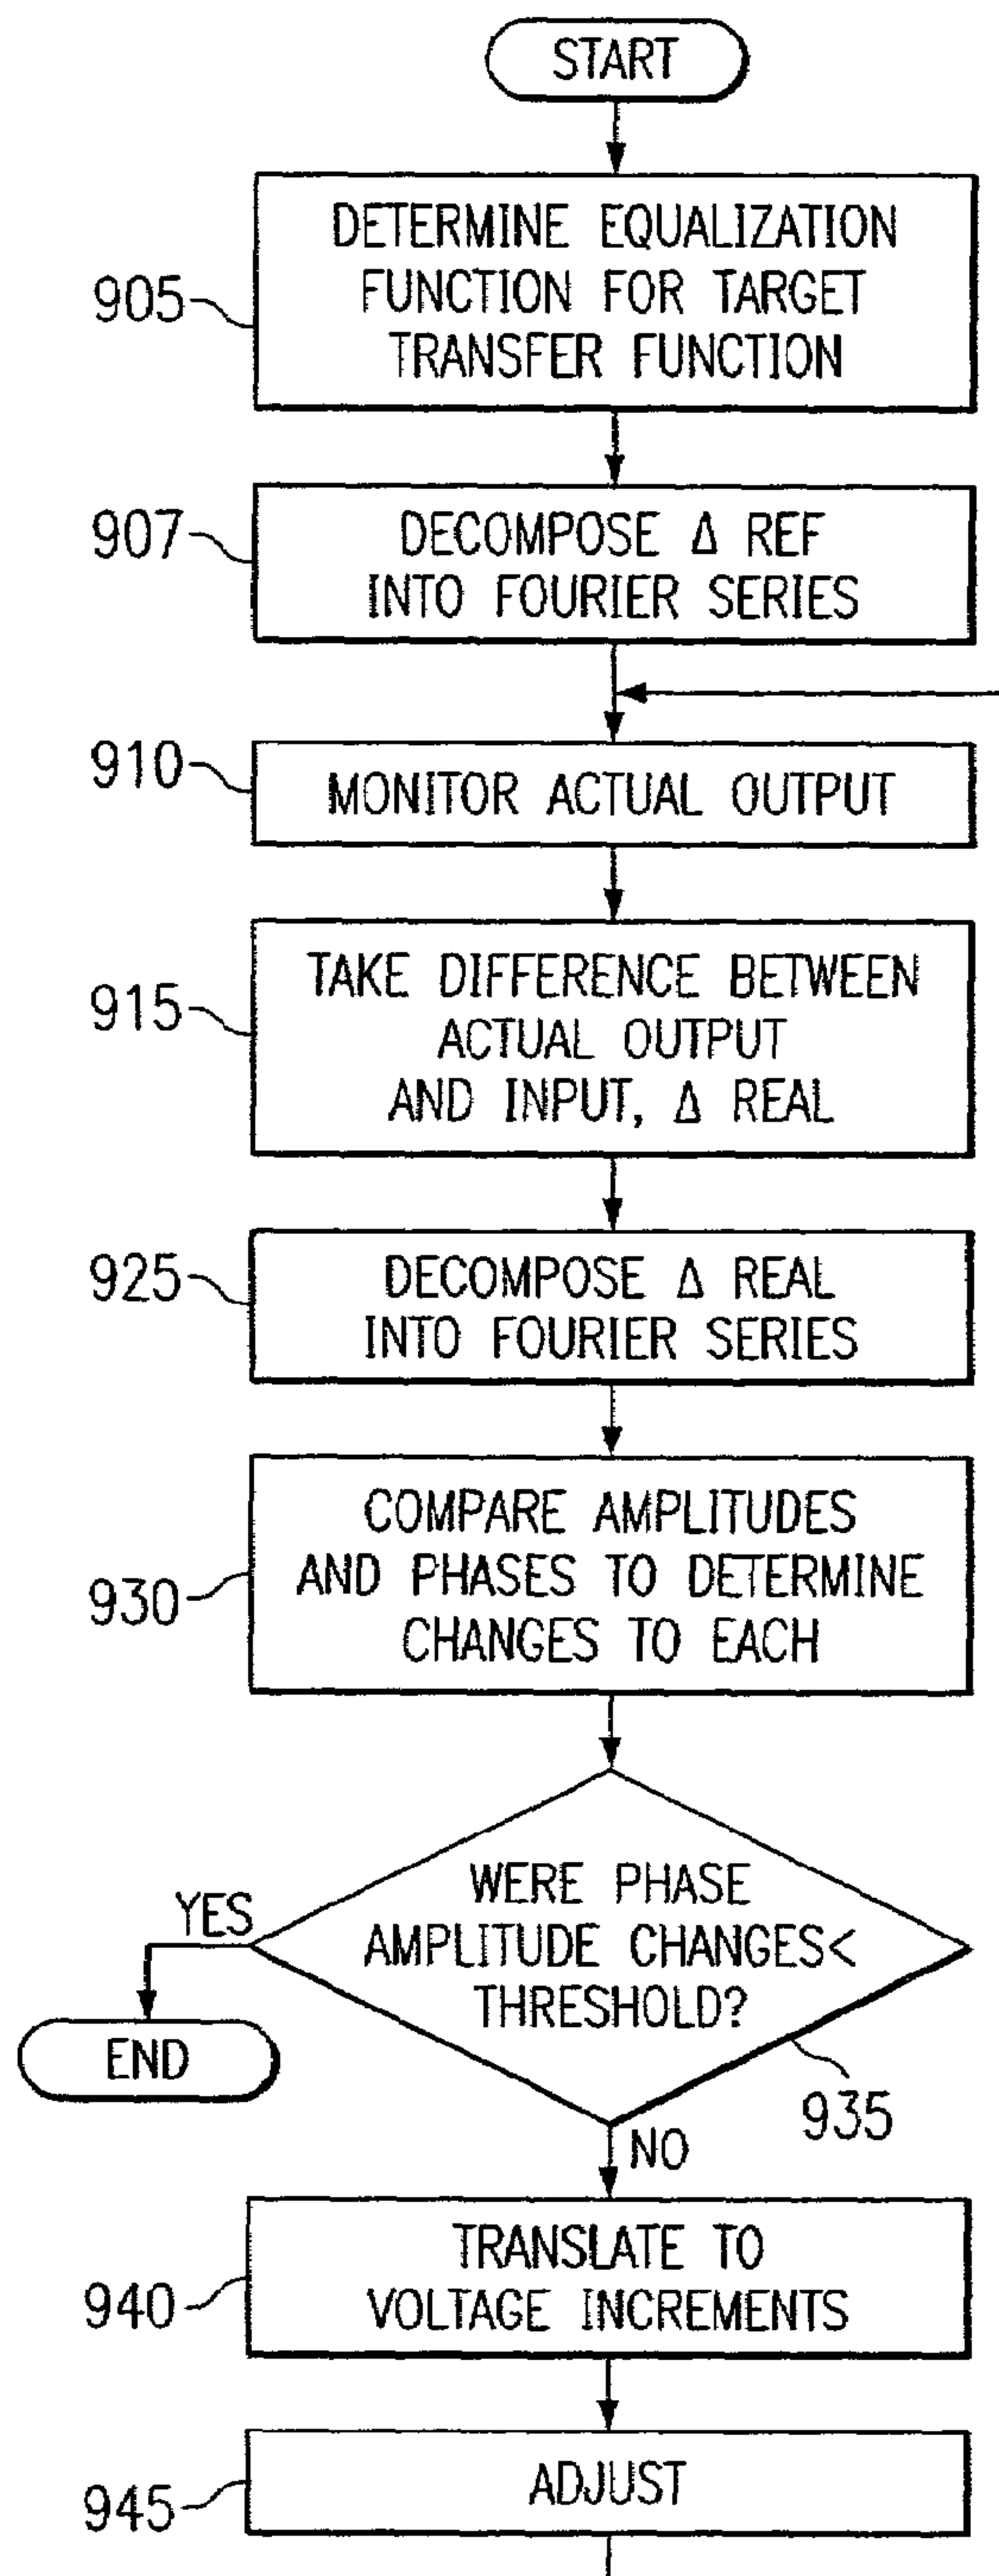 START
905
DETERMINE EQUALIZATION
FUNCTION FOR TARGET
TRANSFER FUNCTION
907
DECOMPOSE Δ REF
INTO FOURIER SERIES
910
MONITOR ACTUAL OUTPUT
915
TAKE DIFFERENCE BETWEEN
ACTUAL OUTPUT
AND INPUT, Δ REAL
925
DECOMPOSE Δ REAL
INTO FOURIER SERIES
930
COMPARE AMPLITUDES
AND PHASES TO DETERMINE
CHANGES TO EACH
WERE PHASE
AMPLITUDE CHANGES<
THRESHOLD?
YES
END
935
NO
940
TRANSLATE TO
VOLTAGE INCREMENTS
945
ADJUST